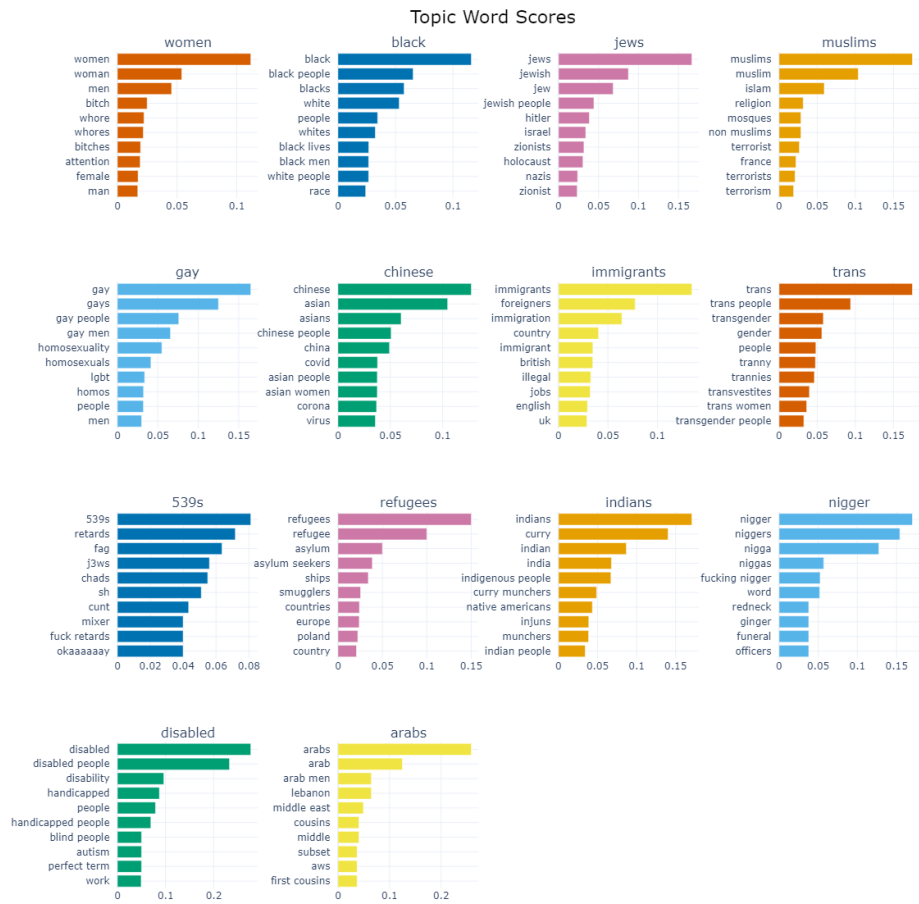 Topic Word Scores
women
women
woman
men
bitch
whore
whores
bitches
attention
female
man
0
0.05
0.1
black
black
black people
blacks
white
people
whites
black lives
black men
white people
race
0
0.05
0.1
jews
jews
jewish
jew
jewish people
hitler
israel
zionists
holocaust
nazis
zionist
0
0.05
0.1
0.15
muslims
muslims
muslim
islam
religion
mosques
non muslims
terrorist
france
terrorists
terrorism
0
0.05
0.1
0.15
gay
gay
gays
gay people
gay men
homosexuality
homosexuals
lgbt
homos
people
men
0
0.05
0.1
0.15
chinese
chinese
asian
asians
chinese people
china
covid
asian people
asian women
corona
virus
0
0.05
0.1
immigrants
immigrants
foreigners
immigration
country
immigrant
british
illegal
jobs
english
uk
0
0.05
0.1
trans
trans
trans people
transgender
gender
people
tranny
trannies
transvestites
trans women
transgender people
0
0.05
0.1
0.15
539s
539s
retards
fag
j3ws
chads
sh
cunt
mixer
fuck retards
okaaaaaay
0
0.02
0.04
0.06
0.08
refugees
refugees
refugee
asylum
asylum seekers
ships
smugglers
countries
europe
poland
country
0
0.05
0.1
0.15
indians
indians
curry
indian
india
indigenous people
curry munchers
native americans
injuns
munchers
indian people
0
0.05
0.1
0.15
nigger
nigger
niggers
nigga
niggas
fucking nigger
word
redneck
ginger
funeral
officers
0
0.05
0.1
0.15
disabled
disabled
disabled people
disability
handicapped
people
handicapped people
blind people
autism
perfect term
work
0
0.1
0.2
arabs
arabs
arab
arab men
lebanon
middle east
cousins
middle
subset
aws
first cousins
0
0.1
0.2